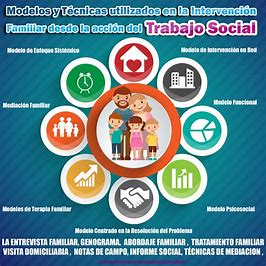 Modelos y Técnicas utilizados en la Intervención
Familiar desde la acción del Trabajo Social
Modelo de Enfoque Sistémico
Modelo de Intervención en Red
Mediación Familiar
Modelo Funcional
Modelos de Terapia Familiar
Modelo Psicosocial
Modelo Centrado en la Resolución del Problema
LA ENTREVISTA FAMILIAR, GENOGRAMA, ABORDAJE FAMILIAR, TRATAMIENTO FAMILIAR
VISITA DOMICILIARIA, NOTAS DE CAMPO, INFORME SOCIAL, TÉCNICAS DE MEDIACION,